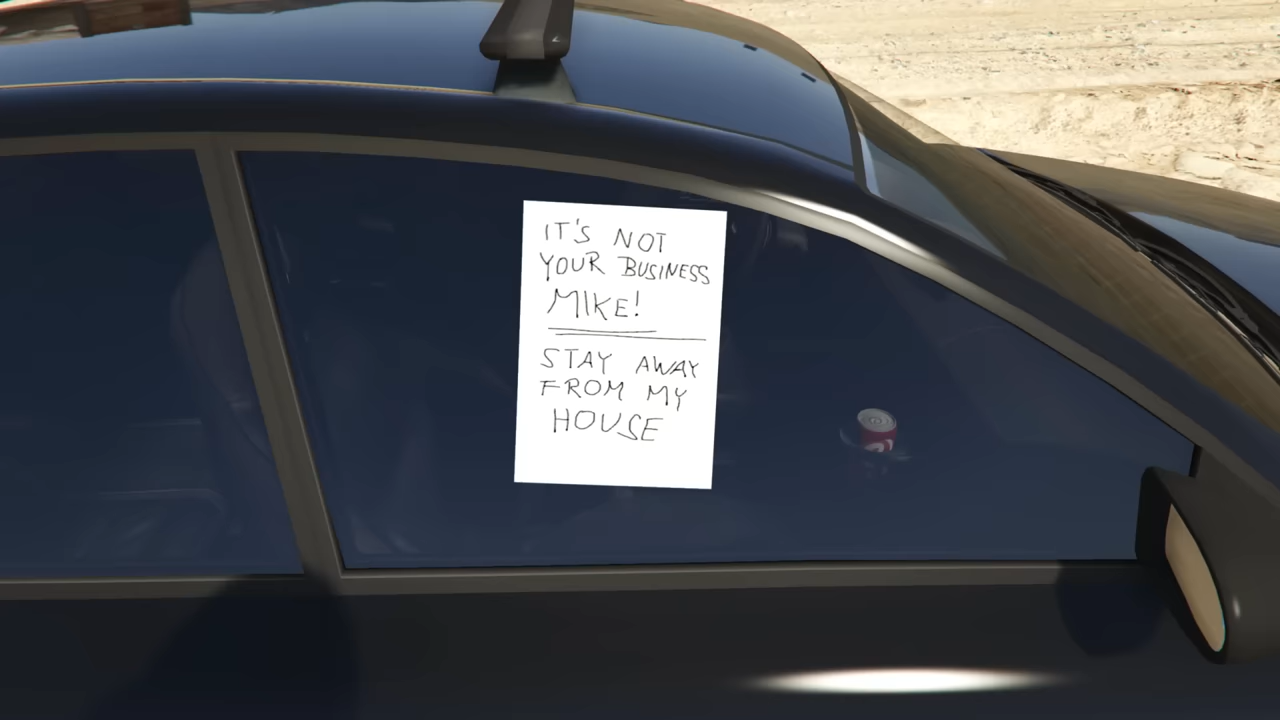 IT'S NOT
YOUR BUSINESS
MIKE!
STAY AWAY
FROM MY
HOUSE